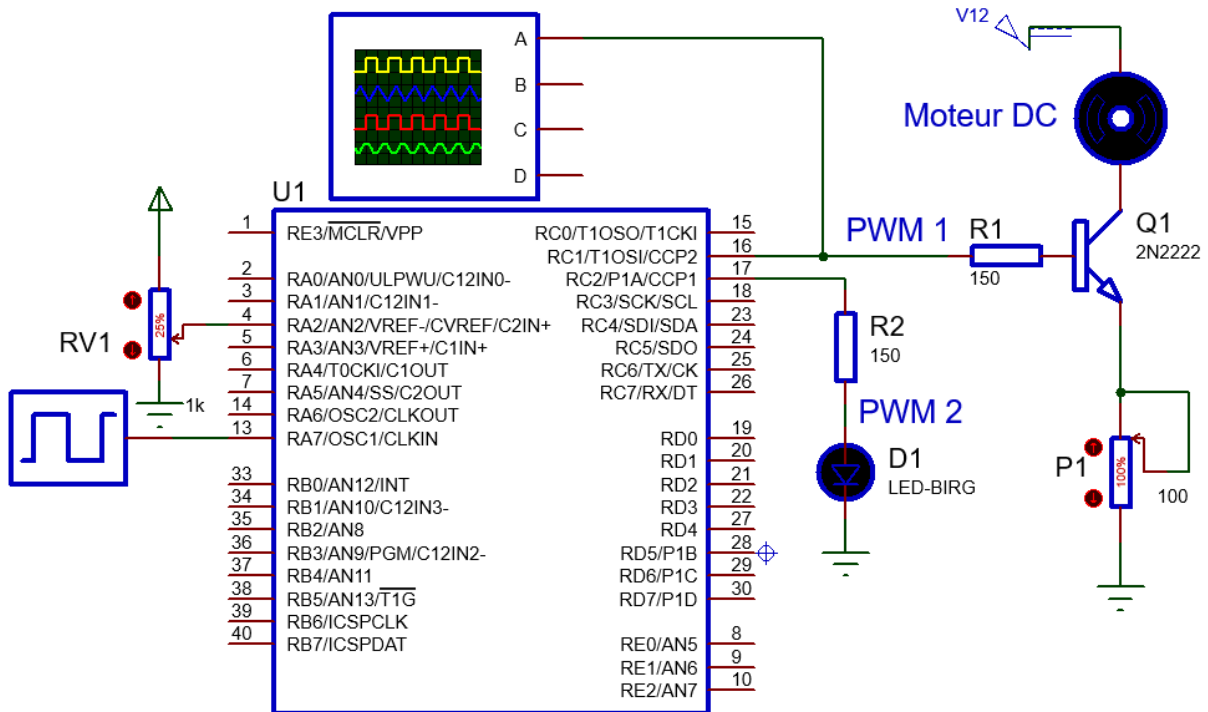 V12
A
B
C
D
Moteur DC
U1
1 RE3/MCLR/VPP
2 RA0/AN0/ULPWU/C12IN0-
3 RA1/AN1/C12IN1-
4 RA2/AN2/VREF-/CVREF/C2IN+
5 RA3/AN3/VREF+/C1IN+
6 RA4/T0CKI/C1OUT
7 RA5/AN4/SS/C2OUT
14 RA6/OSC2/CLKOUT
13 RA7/OSC1/CLKIN
33 RB0/AN12/INT
34 RB1/AN10/C12IN3-
35 RB2/AN8
36 RB3/AN9/PGM/C12IN2-
37 RB4/AN11
38 RB5/AN13/T1G
39 RB6/ICSPCLK
40 RB7/ICSPDAT
RC0/T1OSO/T1CKI 15
RC1/T1OSI/CCP2 16
RC2/P1A/CCP1 17
RC3/SCK/SCL 18
RC4/SDI/SDA 23
RC5/SDO 24
RC6/TX/CK 25
RC7/RX/DT 26
RD0 19
RD1 20
RD2 21
RD3 22
RD4 27
RD5/P1B 28
RD6/P1C 29
RD7/P1D 30
RE0/AN5 8
RE1/AN6 9
RE2/AN7 10
RV1
25%
1k
PWM 1
R1
150
Q1
2N2222
R2
150
PWM 2
D1
LED-BIRG
P1
100%
100